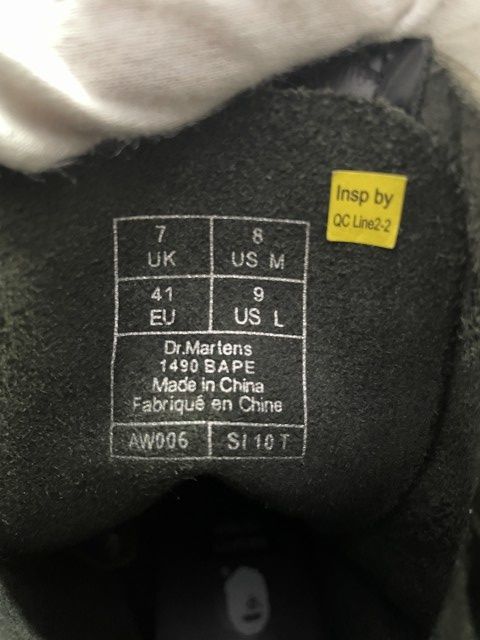 Insp by
QC Line2-2
7
UK
8
US M
41
EU
9
US L
Dr.Martens
1490 BAPE
Made in China
Fabriqué en Chine
AW006
SI 10 T